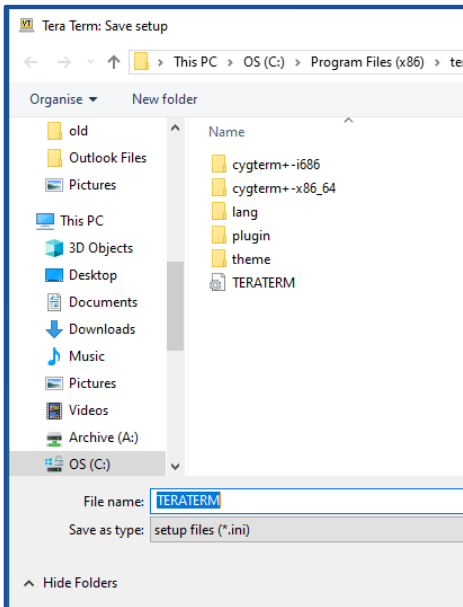 Tera Term: Save setup
This PC > OS (C:) > Program Files (x86) > te
Organise New folder
Name
old
Outlook Files
Pictures
This PC
3D Objects
Desktop
Documents
Downloads
Music
Pictures
Videos
Archive (A:)
OS (C:)
cygterm+-i686
cygterm+-x86_64
lang
plugin
theme
TERATERM
File name: TERATERM
Save as type: setup files (*.ini)
Hide Folders